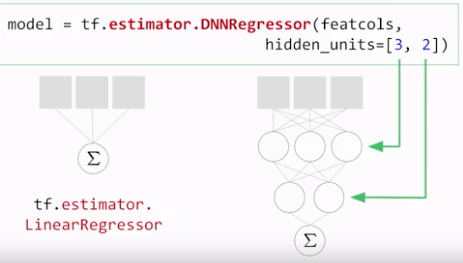 model = tf.estimator.DNNRegressor(featcols,
hidden_units=[3, 2])
Σ
tf.estimator.
LinearRegressor
Σ